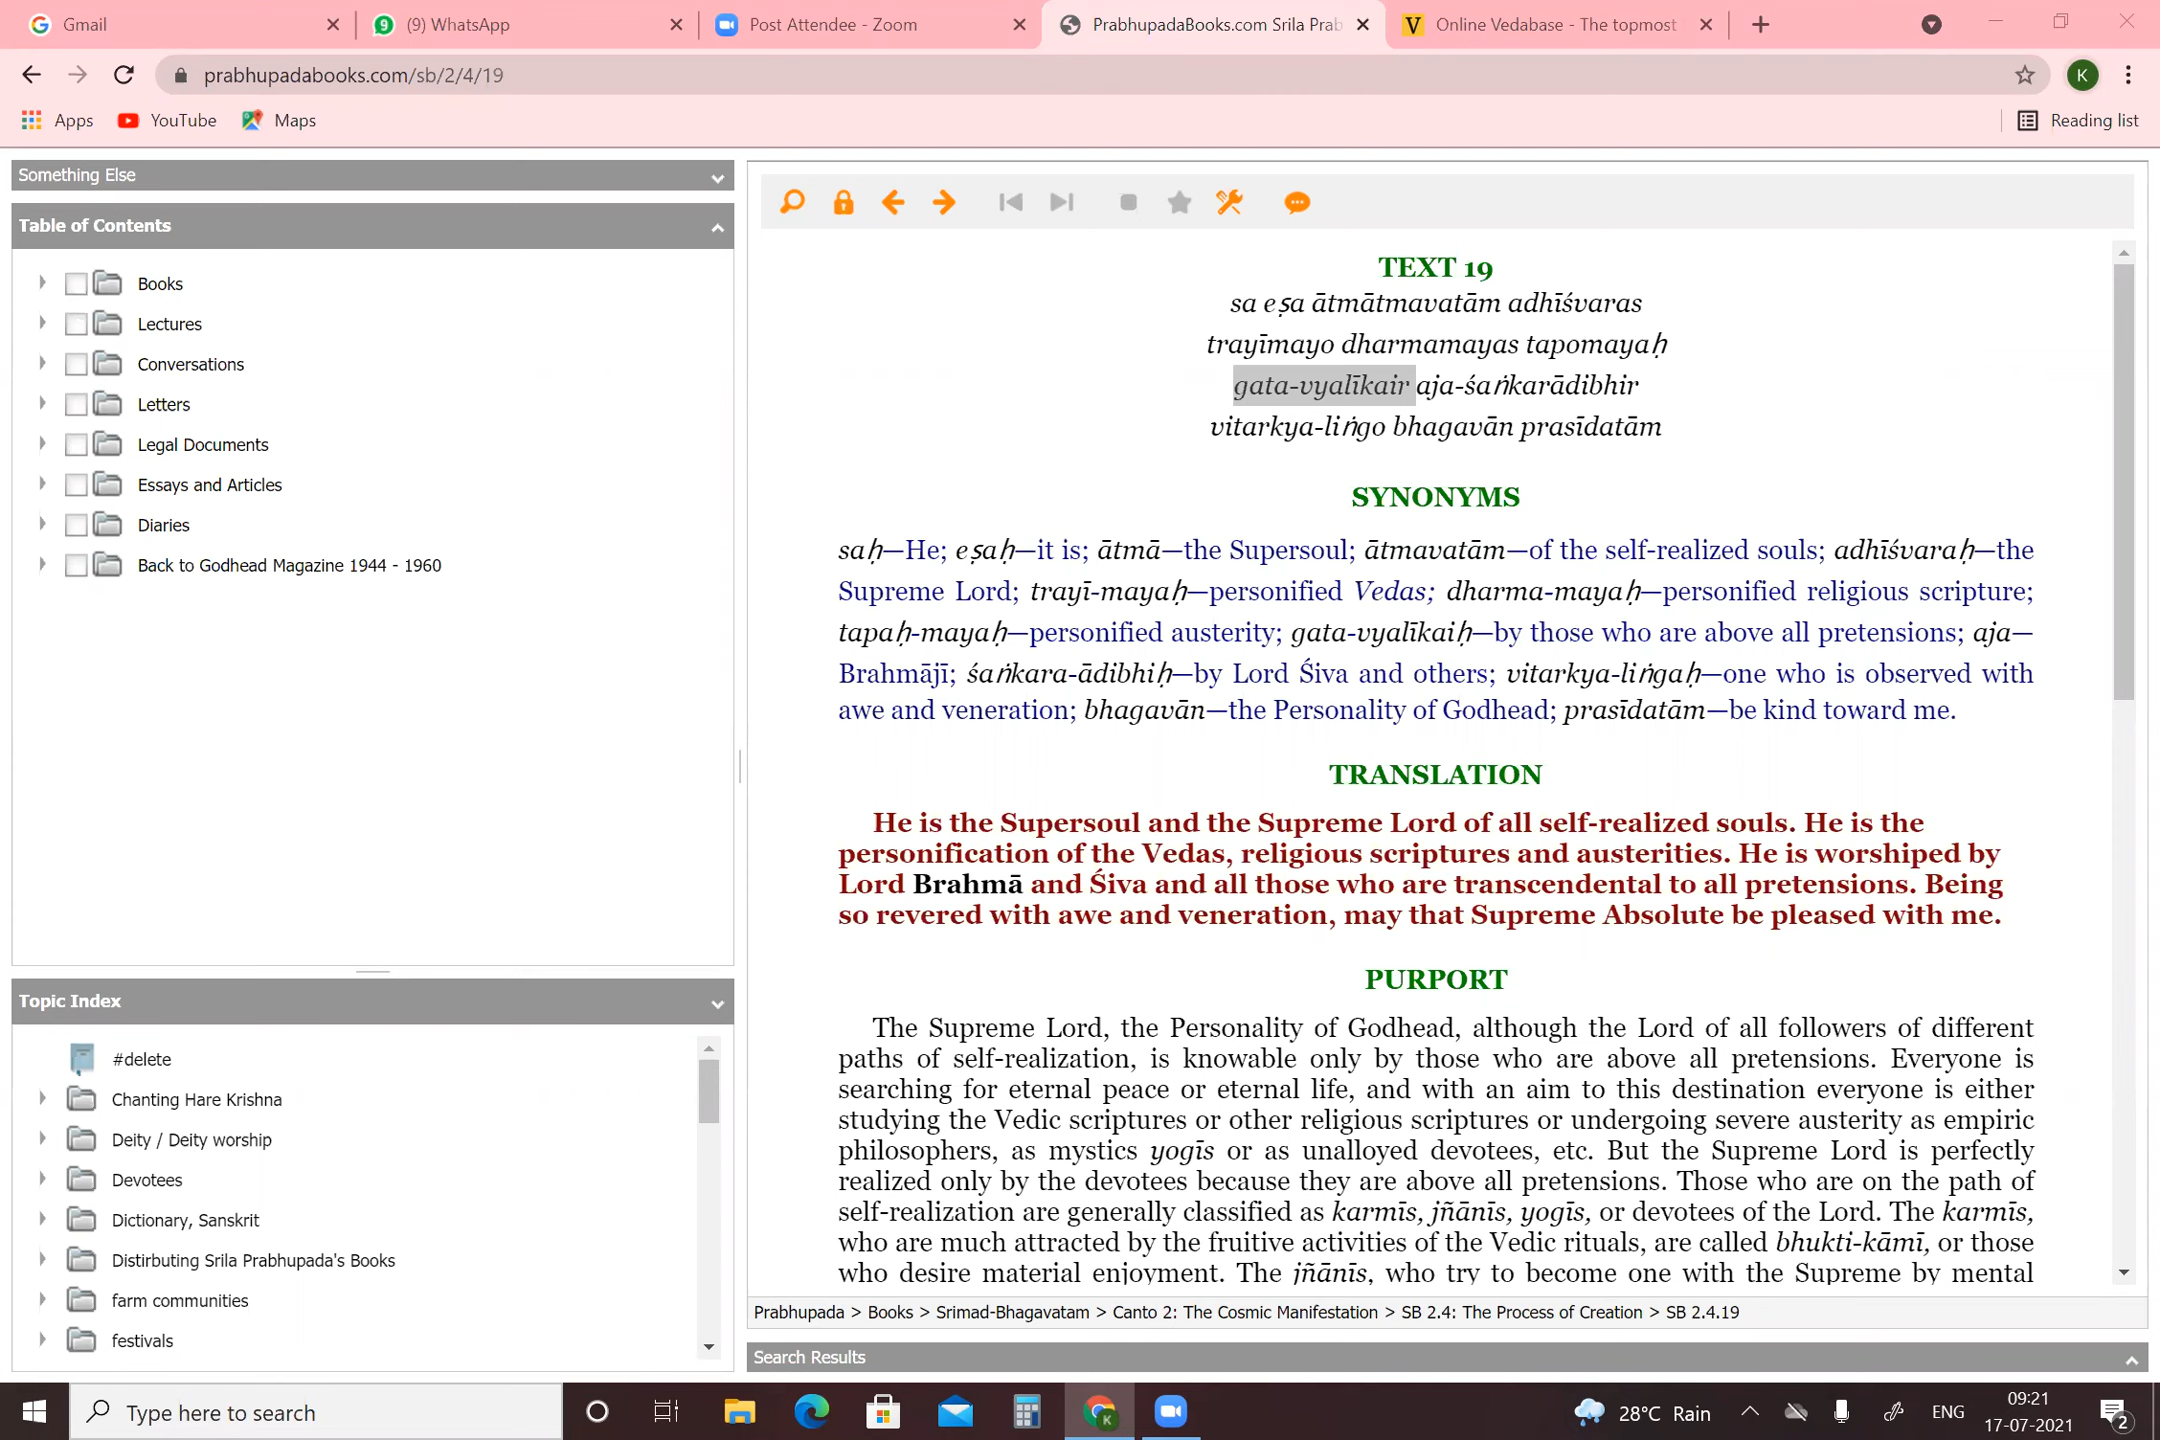 Gmail
(9) WhatsApp
Post Attendee - Zoom
PrabhupadaBooks.com Srila Prab
Online Vedabase - The topmost
prabhupadabooks.com/sb/2/4/19
K
Apps
YouTube
Maps
Reading list
Something Else
Table of Contents
Books
Lectures
Conversations
Letters
Legal Documents
Essays and Articles
Diaries
Back to Godhead Magazine 1944 - 1960
Topic Index
#delete
Chanting Hare Krishna
Deity / Deity worship
Devotees
Dictionary, Sanskrit
Distirbuting Srila Prabhupada's Books
farm communities
festivals
TEXT 19
sa eṣa ātmātmavatām adhīśvaras
trayīmayo dharmamayas tapomayaḥ
gata-vyalīkair aja-śaṅkarādibhir
vitarkya-liṅgo bhagavān prasīdatām
SYNONYMS
saḥ—He; eṣaḥ—it is; ātmā—the Supersoul; ātmavatām—of the self-realized souls; adhīśvaraḥ—the
Supreme Lord; trayī-mayaḥ—personified Vedas; dharma-mayaḥ—personified religious scripture;
tapaḥ-mayaḥ—personified austerity; gata-vyalīkaiḥ—by those who are above all pretensions; aja—
Brahmājī; śaṅkara-ādibhiḥ—by Lord Śiva and others; vitarkya-liṅgaḥ—one who is observed with
awe and veneration; bhagavān—the Personality of Godhead; prasīdatām—be kind toward me.
TRANSLATION
He is the Supersoul and the Supreme Lord of all self-realized souls. He is the
personification of the Vedas, religious scriptures and austerities. He is worshiped by
Lord Brahmā and Śiva and all those who are transcendental to all pretensions. Being
so revered with awe and veneration, may that Supreme Absolute be pleased with me.
PURPORT
The Supreme Lord, the Personality of Godhead, although the Lord of all followers of different
paths of self-realization, is knowable only by those who are above all pretensions. Everyone is
searching for eternal peace or eternal life, and with an aim to this destination everyone is either
studying the Vedic scriptures or other religious scriptures or undergoing severe austerity as empiric
philosophers, as mystics yogīs or as unalloyed devotees, etc. But the Supreme Lord is perfectly
realized only by the devotees because they are above all pretensions. Those who are on the path of
self-realization are generally classified as karmīs, jñānīs, yogīs, or devotees of the Lord. The karmīs,
who are much attracted by the fruitive activities of the Vedic rituals, are called bhukti-kāmī, or those
who desire material enjoyment. The jñānīs, who try to become one with the Supreme by mental
Prabhupada > Books > Srimad-Bhagavatam > Canto 2: The Cosmic Manifestation > SB 2.4: The Process of Creation > SB 2.4.19
Search Results
Type here to search
28°C Rain
ENG
09:21
17-07-2021
2